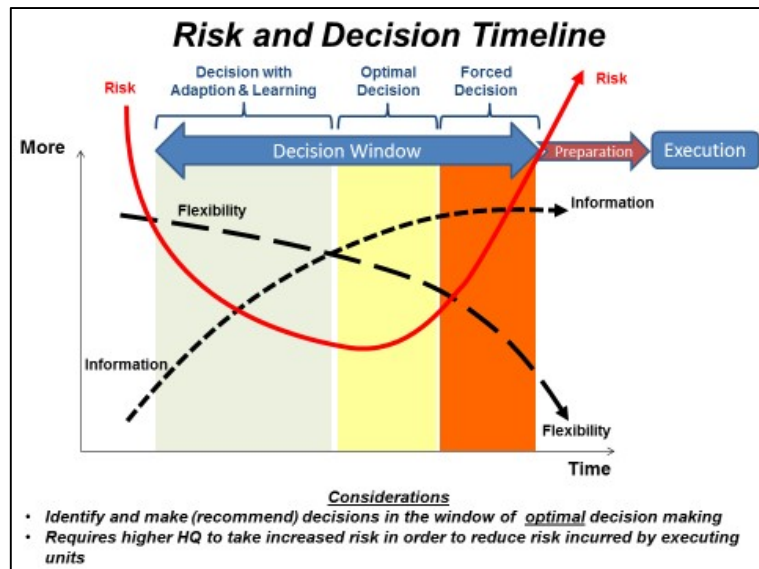 Risk and Decision Timeline
Risk
Decision with
Adaption & Learning
Optimal
Decision
Forced
Decision
Risk
More
Decision Window
Preparation
Execution
Flexibility
Information
Information
Flexibility
Time
Considerations
• Identify and make (recommend) decisions in the window of optimal decision making
• Requires higher HQ to take increased risk in order to reduce risk incurred by executing
units